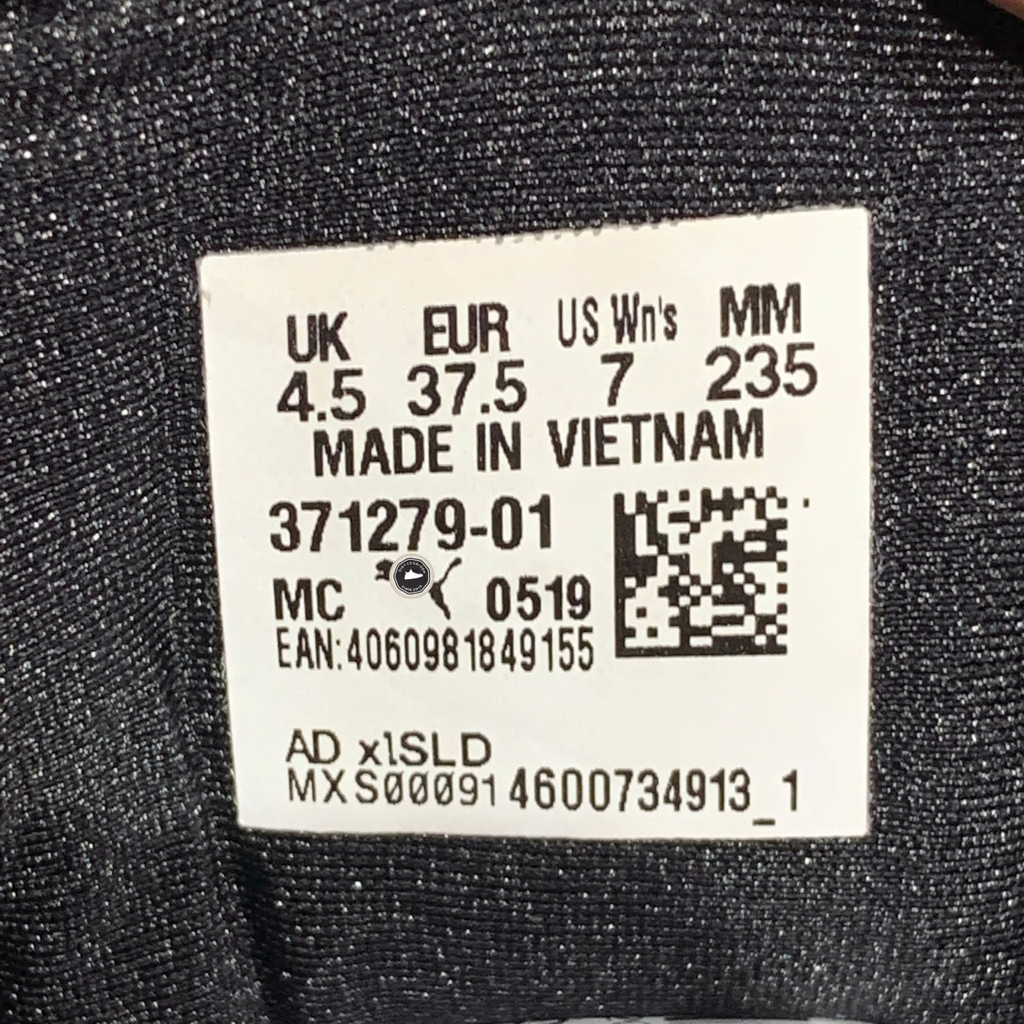 UK EUR US Wn's MM
4.5 37.5 7 235
MADE IN VIETNAM
371279-01
MC 0519
EAN:4060981849155
AD x1SLD
MXS00091 4600734913_1